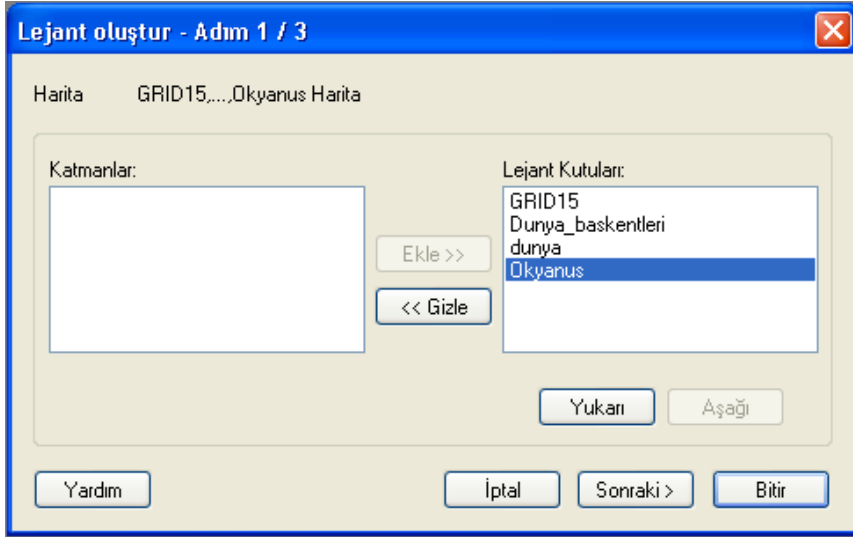 Lejant oluştur - Adım 1 / 3
Harita GRID15,...,Okyanus Harita
Katmanlar:
Lejant Kutuları:
GRID15
Dunya_baskentleri
dunya
Okyanus
Ekle >>
<< Gizle
Yukarı Aşağı
Yardım İptal Sonraki > Bitir